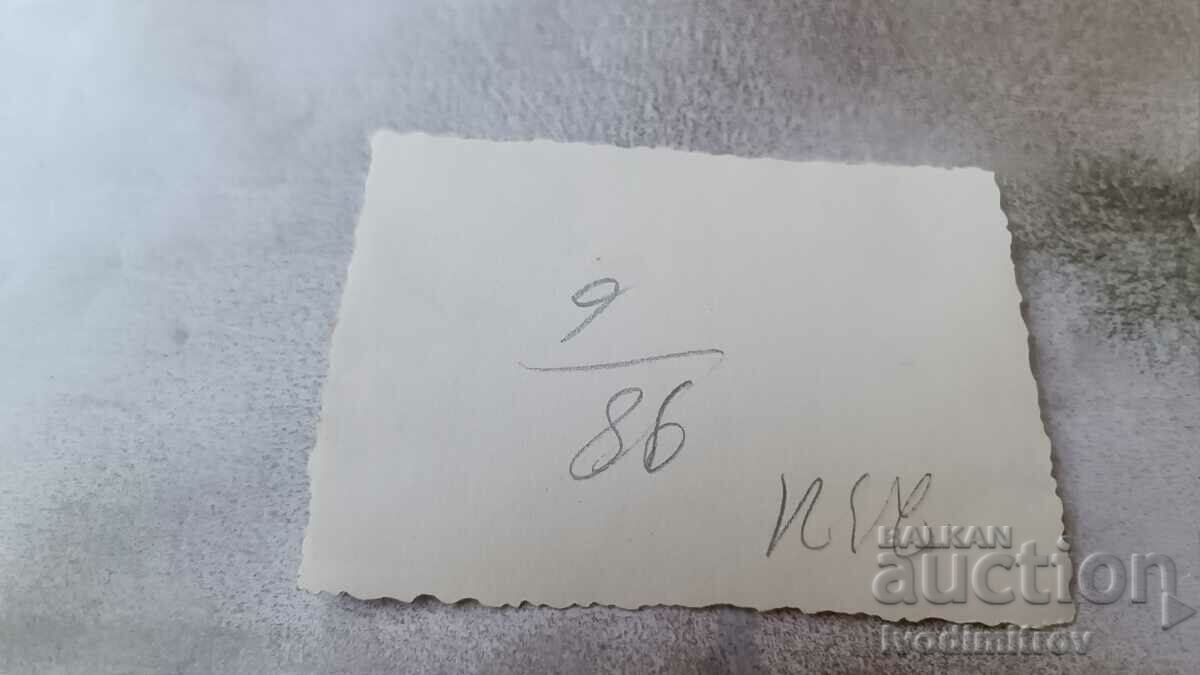 9
86
BALKAN
auction
ivodimitrov